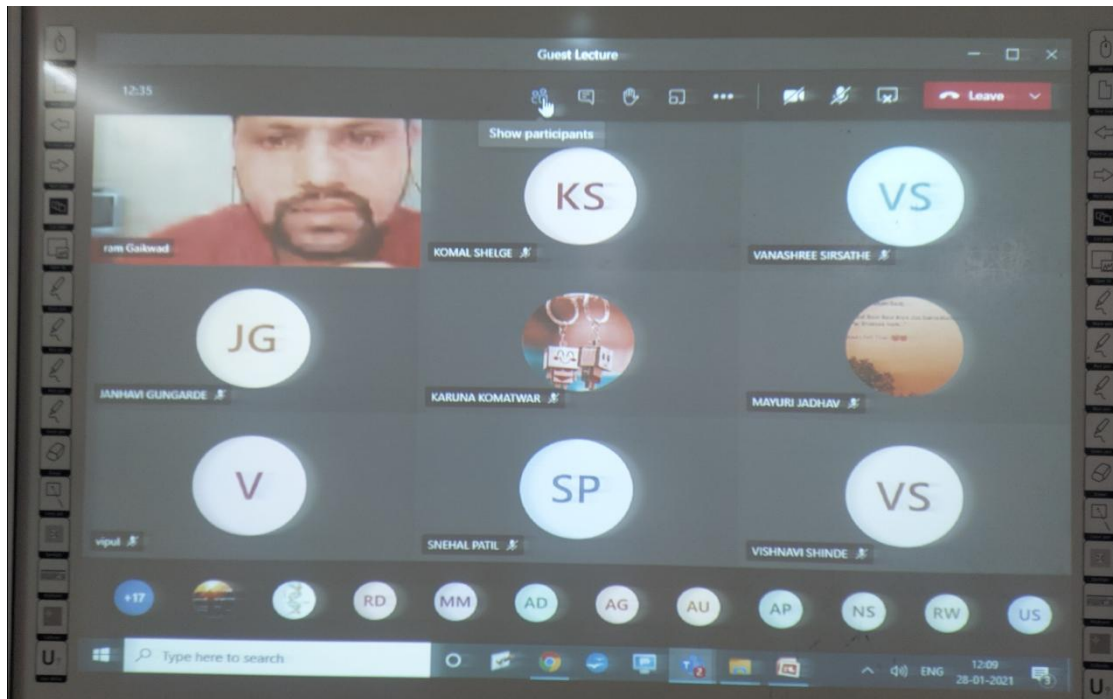 Guest Lecture
12:35
Leave
Show participants
KS
VS
ram Gaikwad
KOMAL SHELGE
VANASHREE SIRSATHE
JG
JANHAVI GUNGARDE
KARUNA KOMATWAR
MAYURI JADHAV
V
SP
VS
vipul
SNEHAL PATIL
VISHNAVI SHINDE
+17
RD
MM
AD
AG
AU
AP
NS
RW
US
Type here to search
ENG
12:09
28-01-2021